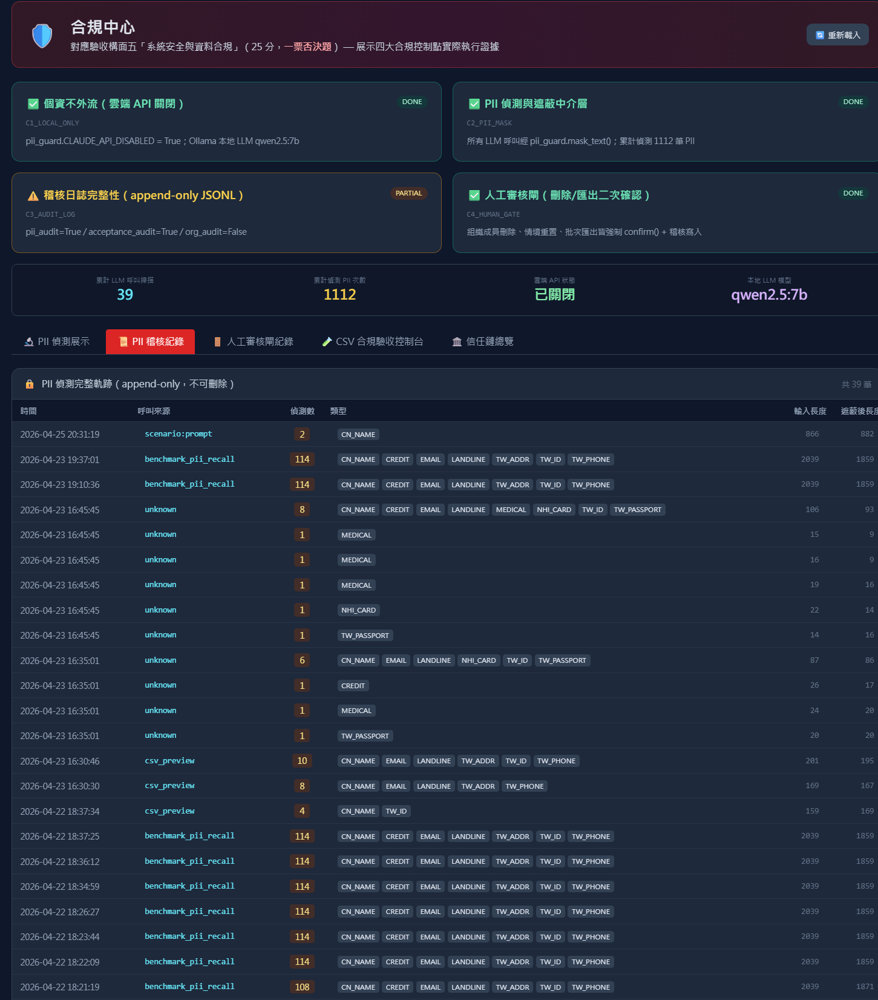 合規中心
對應驗收構面五「系統安全與資料合規」(25 分，一票否決題) — 展示四大合規控制點實際執行證據
重新載入
個資不外流 (雲端 API 關閉)
DONE
C1_LOCAL_ONLY
pii_guard.CLAUDE_API_DISABLED = True；Ollama 本地 LLM qwen2.5:7b
PII 偵測與遮蔽中介層
DONE
C2_PII_MASK
所有 LLM 呼叫經 pii_guard.mask_text()；累計偵測 1112 筆 PII
稽核日誌完整性 (append-only JSONL)
PARTIAL
C3_AUDIT_LOG
pii_audit=True / acceptance_audit=True / org_audit=False
人工審核閘 (刪除/匯出二次確認)
DONE
C4_HUMAN_GATE
組織成員刪除、情境重置、批次匯出皆強制 confirm() + 稽核寫入
累計 LLM 呼叫掃描
39
累計偵測 PII 次數
1112
雲端 API 狀態
已關閉
本地 LLM 模型
qwen2.5:7b
PII 偵測展示
PII 稽核紀錄
人工審核閘紀錄
CSV 合規驗收控制台
信任鏈總覽
PII 偵測完整軌跡 (append-only，不可刪除)
共 39 筆
時間 呼叫來源 偵測數 類型 輸入長度 遮蔽後長度
2026-04-25 20:31:19 scenario:prompt 2 CN_NAME 866 882
2026-04-23 19:37:01 benchmark_pii_recall 114 CN_NAME CREDIT EMAIL LANDLINE TW_ADDR TW_ID TW_PHONE 2039 1859
2026-04-23 19:10:36 benchmark_pii_recall 114 CN_NAME CREDIT EMAIL LANDLINE TW_ADDR TW_ID TW_PHONE 2039 1859
2026-04-23 16:45:45 unknown 8 CN_NAME CREDIT EMAIL LANDLINE MEDICAL NHI_CARD TW_ID TW_PASSPORT 106 93
2026-04-23 16:45:45 unknown 1 MEDICAL 15 9
2026-04-23 16:45:45 unknown 1 MEDICAL 16 9
2026-04-23 16:45:45 unknown 1 MEDICAL 19 16
2026-04-23 16:45:45 unknown 1 NHI_CARD 22 14
2026-04-23 16:45:45 unknown 1 TW_PASSPORT 14 16
2026-04-23 16:35:01 unknown 6 CN_NAME EMAIL LANDLINE NHI_CARD TW_ID TW_PASSPORT 87 86
2026-04-23 16:35:01 unknown 1 CREDIT 26 17
2026-04-23 16:35:01 unknown 1 MEDICAL 24 20
2026-04-23 16:35:01 unknown 1 TW_PASSPORT 20 20
2026-04-23 16:30:46 csv_preview 10 CN_NAME EMAIL LANDLINE TW_ADDR TW_ID TW_PHONE 201 195
2026-04-23 16:30:30 csv_preview 8 CN_NAME EMAIL LANDLINE TW_ADDR TW_PHONE 169 167
2026-04-22 18:37:34 csv_preview 4 CN_NAME TW_ID 159 169
2026-04-22 18:37:25 benchmark_pii_recall 114 CN_NAME CREDIT EMAIL LANDLINE TW_ADDR TW_ID TW_PHONE 2039 1859
2026-04-22 18:36:12 benchmark_pii_recall 114 CN_NAME CREDIT EMAIL LANDLINE TW_ADDR TW_ID TW_PHONE 2039 1859
2026-04-22 18:34:59 benchmark_pii_recall 114 CN_NAME CREDIT EMAIL LANDLINE TW_ADDR TW_ID TW_PHONE 2039 1859
2026-04-22 18:26:27 benchmark_pii_recall 114 CN_NAME CREDIT EMAIL LANDLINE TW_ADDR TW_ID TW_PHONE 2039 1859
2026-04-22 18:23:44 benchmark_pii_recall 114 CN_NAME CREDIT EMAIL LANDLINE TW_ADDR TW_ID TW_PHONE 2039 1859
2026-04-22 18:22:09 benchmark_pii_recall 114 CN_NAME CREDIT EMAIL LANDLINE TW_ADDR TW_ID TW_PHONE 2039 1859
2026-04-22 18:21:19 benchmark_pii_recall 108 CN_NAME CREDIT EMAIL LANDLINE TW_ADDR TW_ID TW_PHONE 2039 1871